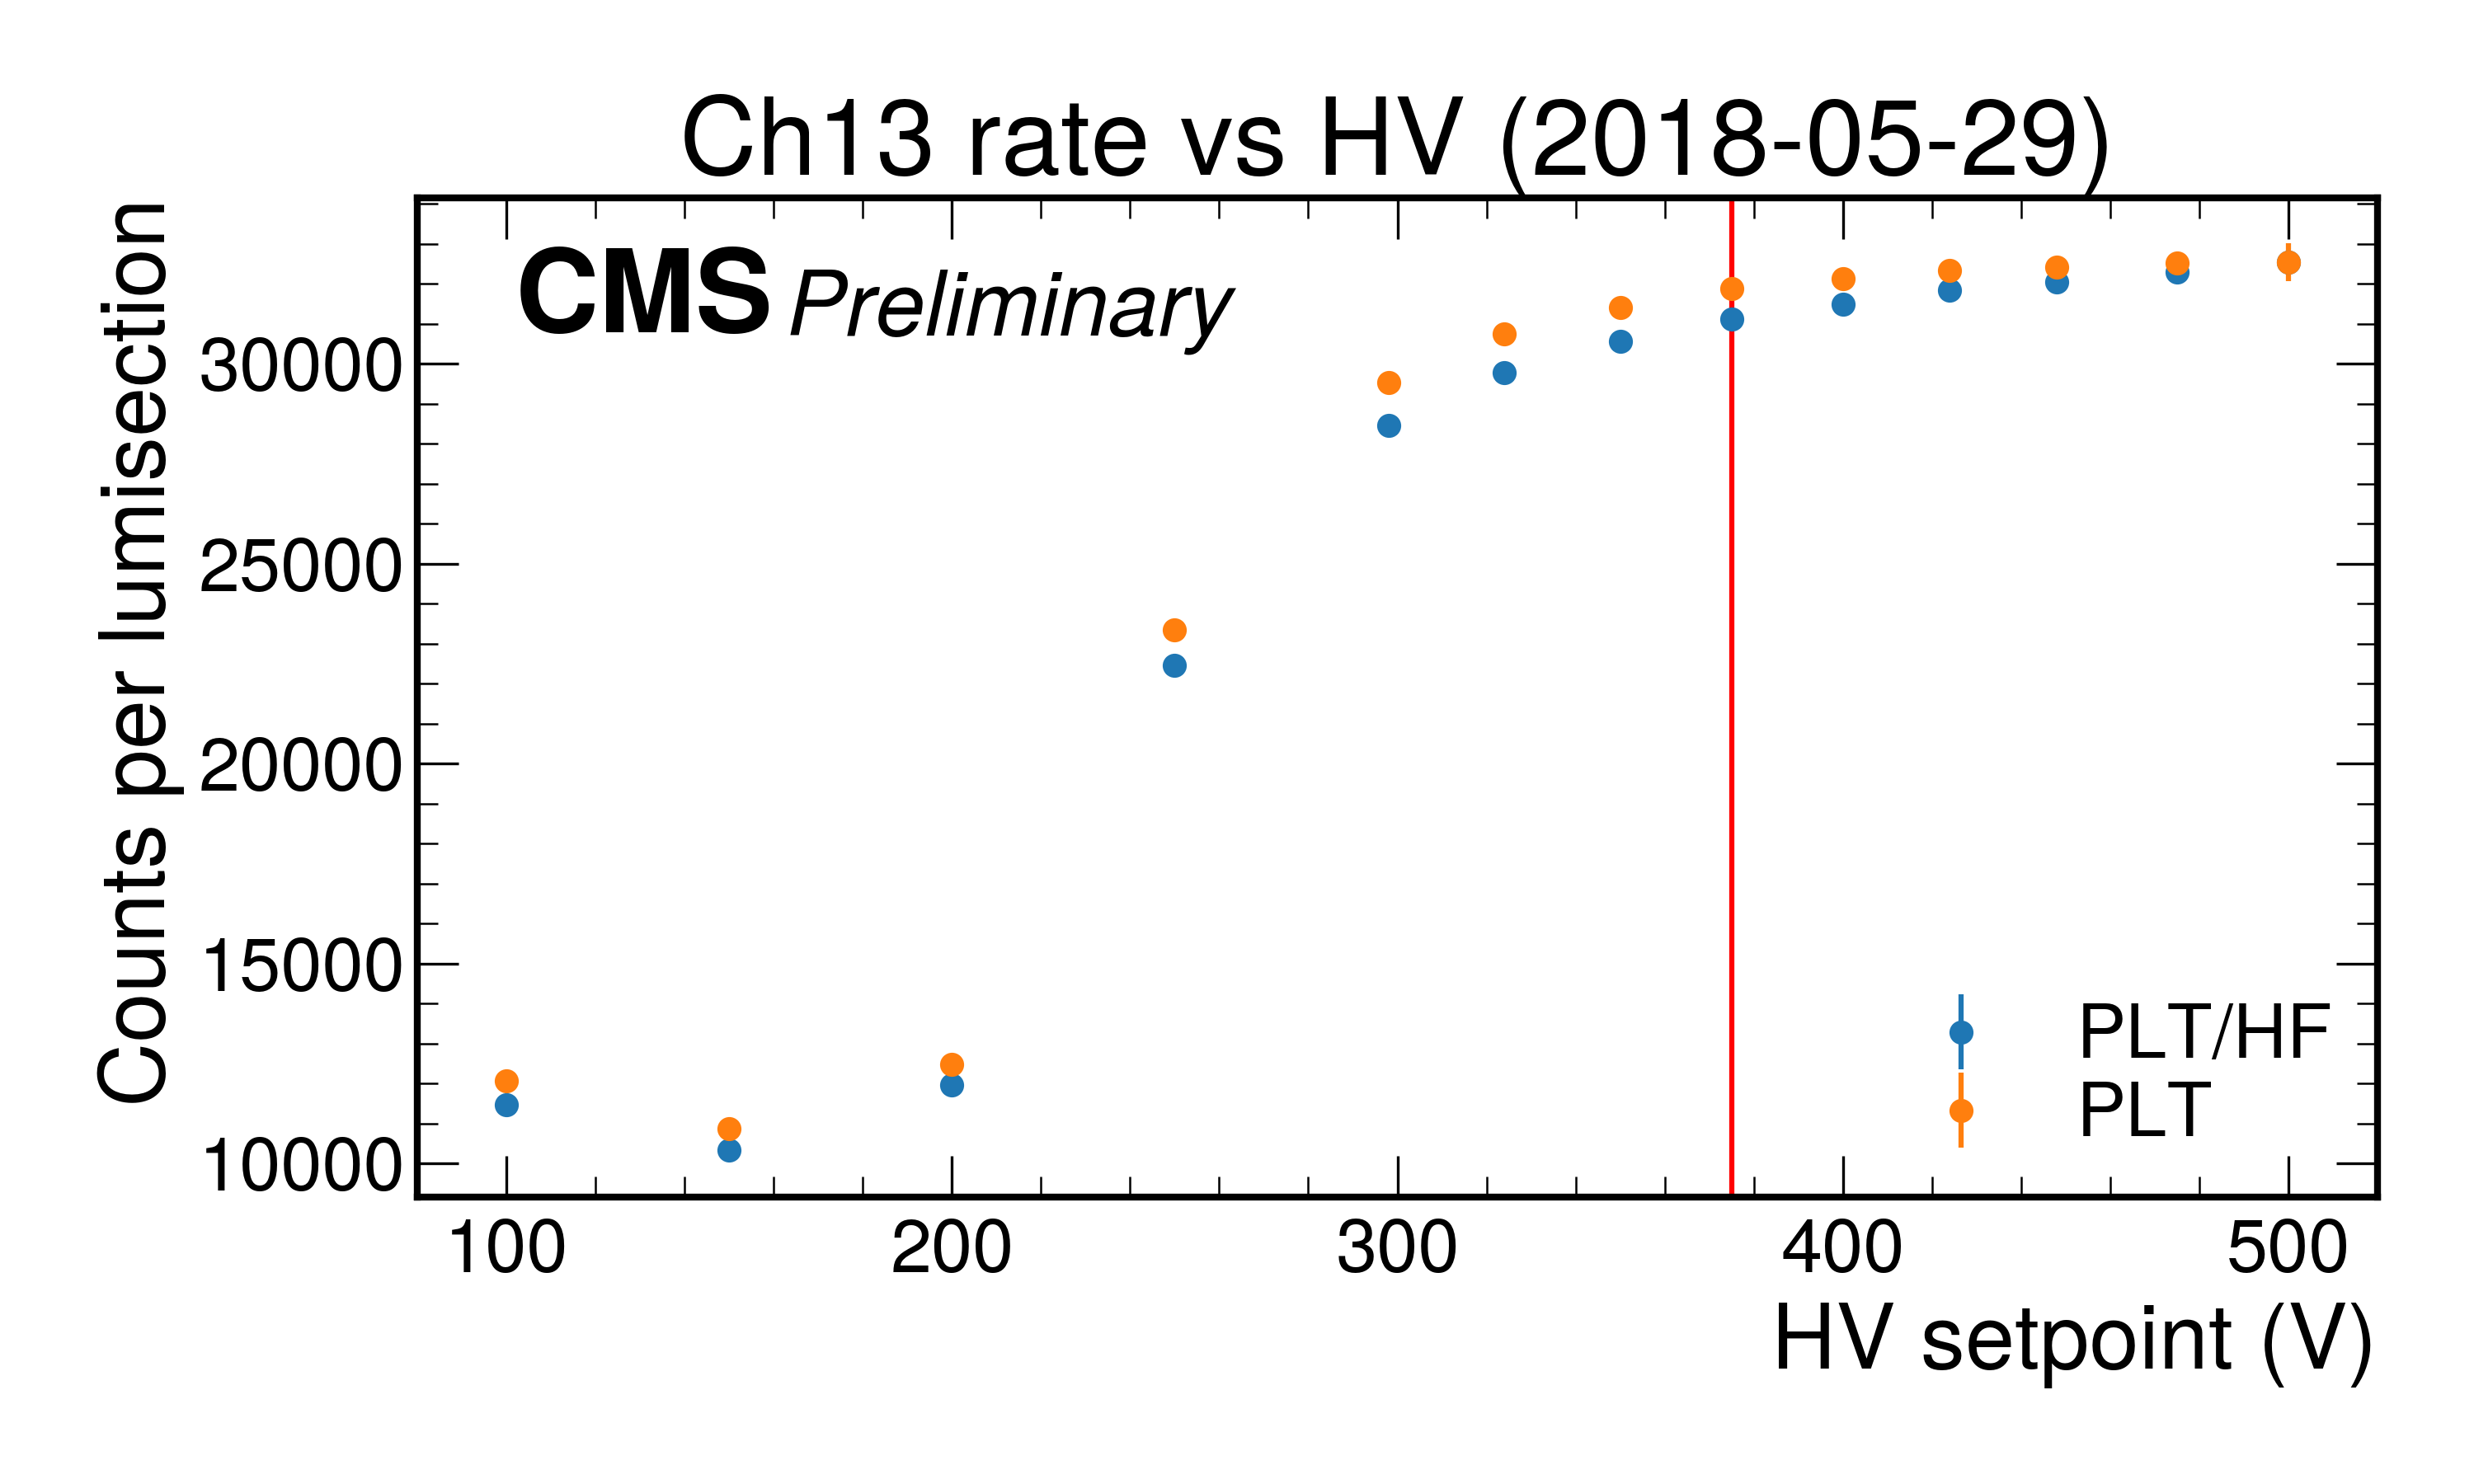 Ch13 rate vs HV (2018-05-29)
CMS Preliminary
Counts per lumisection
30000
25000
20000
15000
10000
PLT/HF
PLT
100 200 300 400 500
HV setpoint (V)